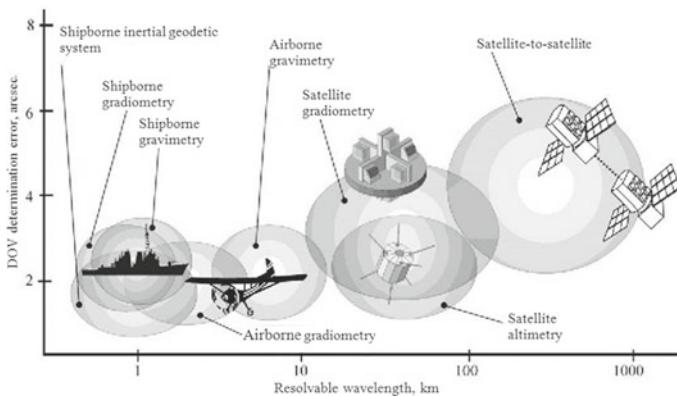 8
6
4
2
DOV determination error, arcsec
Shipborne inertial geodetic
system
Shipborne
gradiometry
Shipborne
gravimetry
Airborne
gravimetry
Satellite
gradiometry
Satellite-to-satellite
Airborne gradiometry
Satellite
altimetry
1
10
100
1000
Resolvable wavelength, km